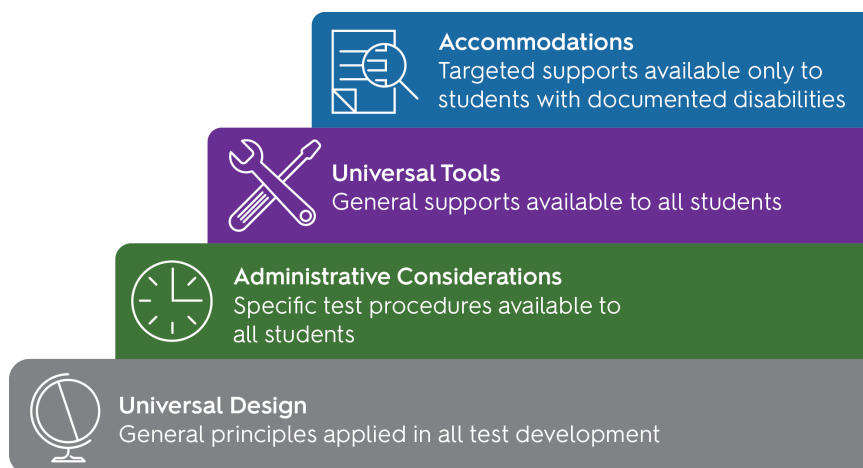 Accommodations
Targeted supports available only to
students with documented disabilities
Universal Tools
General supports available to all students
Administrative Considerations
Specific test procedures available to
all students
Universal Design
General principles applied in all test development